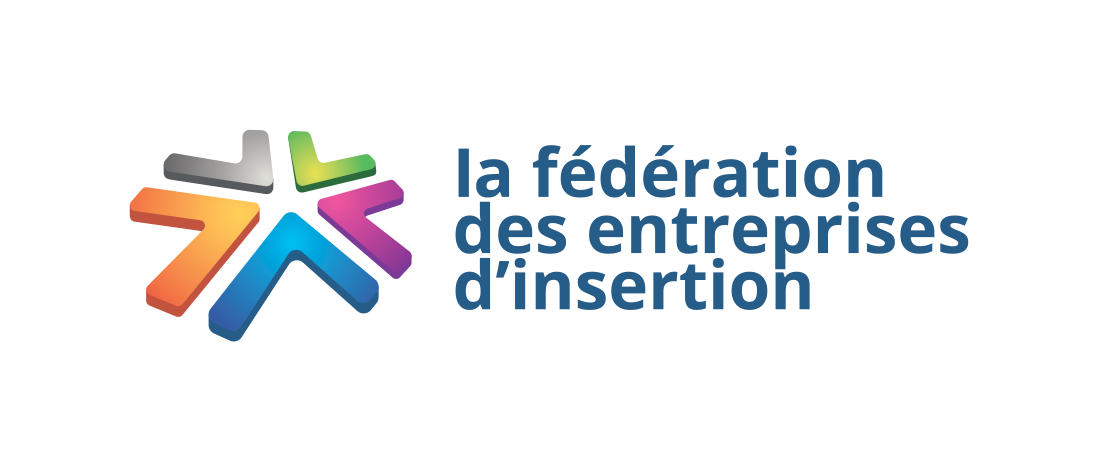 la fédération
des entreprises
d’insertion